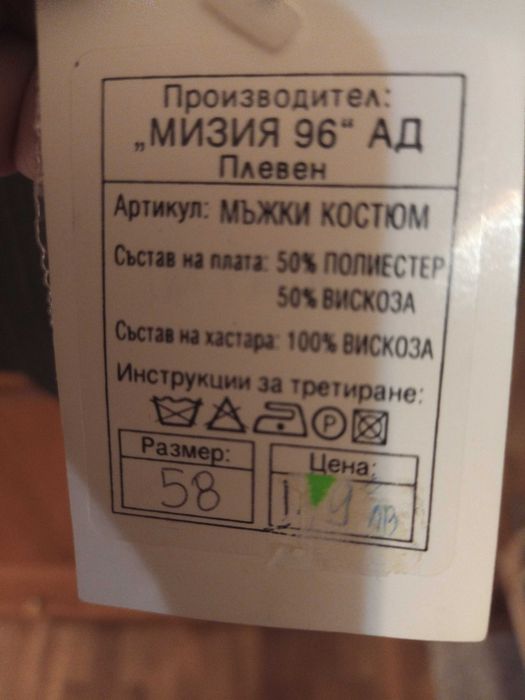 Производител:
„МИЗИЯ 96“ АД
Плевен
Артикул: МЪЖКИ КОСТЮМ
Състав на плата: 50% ПОЛИЕСТЕР
50% ВИСКОЗА
Състав на хастара: 100% ВИСКОЗА
Инструкции за третиране:
P
Размер:
58
Цена:
лв